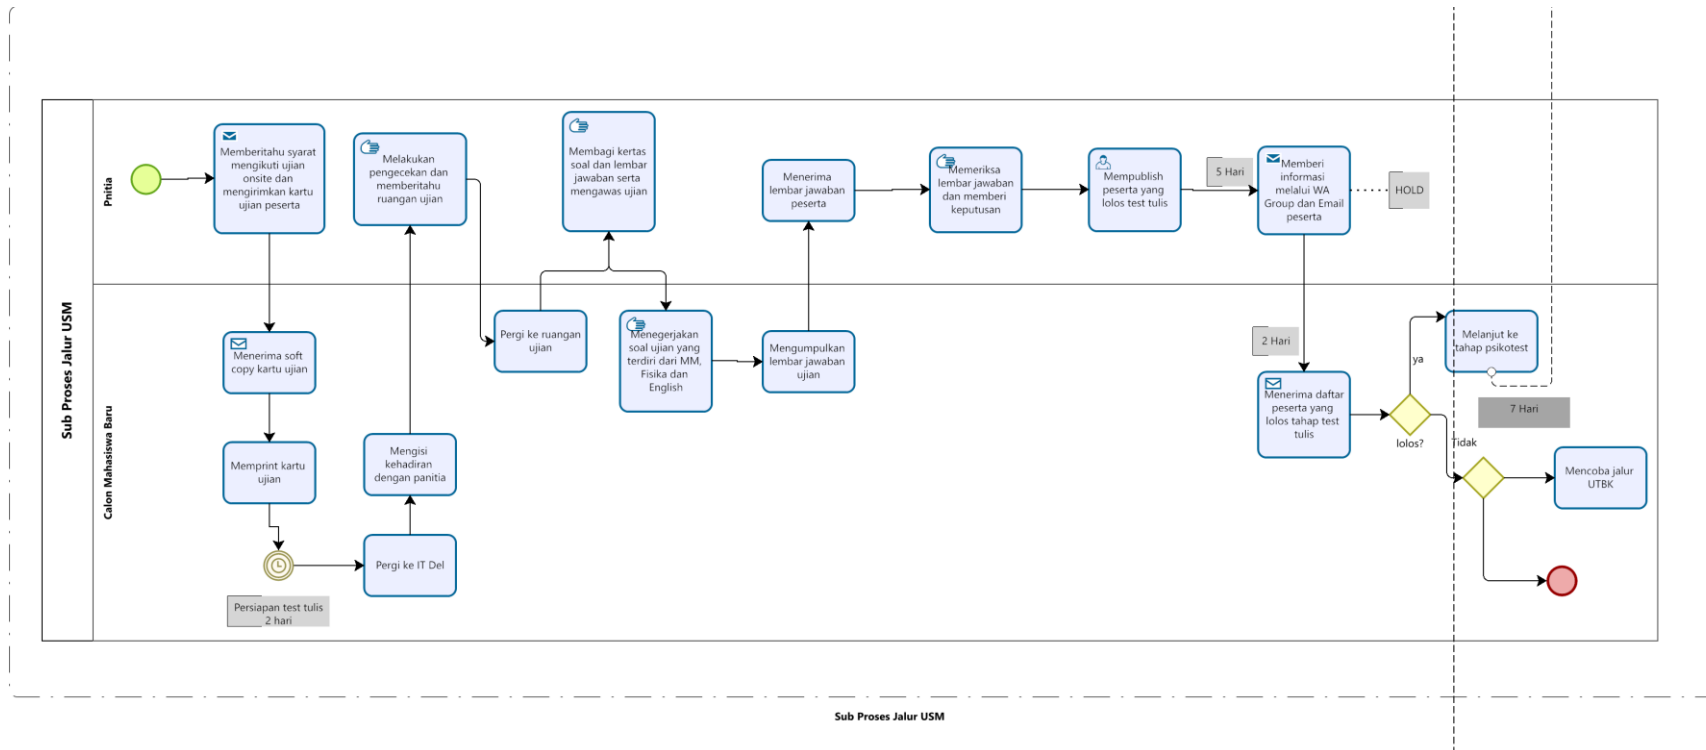 Sub Proses Jalur USM
Pnitia
Memberitahu syarat
mengikuti ujian
onsite dan
mengirimkan kartu
ujian peserta
Melakukan
pengecekan dan
memberitahu
ruangan ujian
Membagi kertas
soal dan lembar
jawaban serta
mengawas ujian
Menerima
lembar jawaban
peserta
Memeriksa
lembar jawaban
dan memberi
keputusan
Mempublish
peserta yang
lolos test tulis
5 Hari
Memberi
informasi
melalui WA
Group dan Email
peserta
HOLD
Calon Mahasiswa Baru
Menerima soft
copy kartu ujian
Memprint kartu
ujian
Persiapan test tulis
2 hari
Pergi ke IT Del
Mengisi
kehadiran
dengan panitia
Pergi ke ruangan
ujian
Menegerjakan
soal ujian yang
terdiri dari MM,
Fisika dan
English
Mengumpulkan
lembar jawaban
ujian
2 Hari
Menerima daftar
peserta yang
lolos tahap test
tulis
lolos?
ya
Melanjut ke
tahap psikotest
7 Hari
Tidak
Mencoba jalur
UTBK
Sub Proses Jalur USM